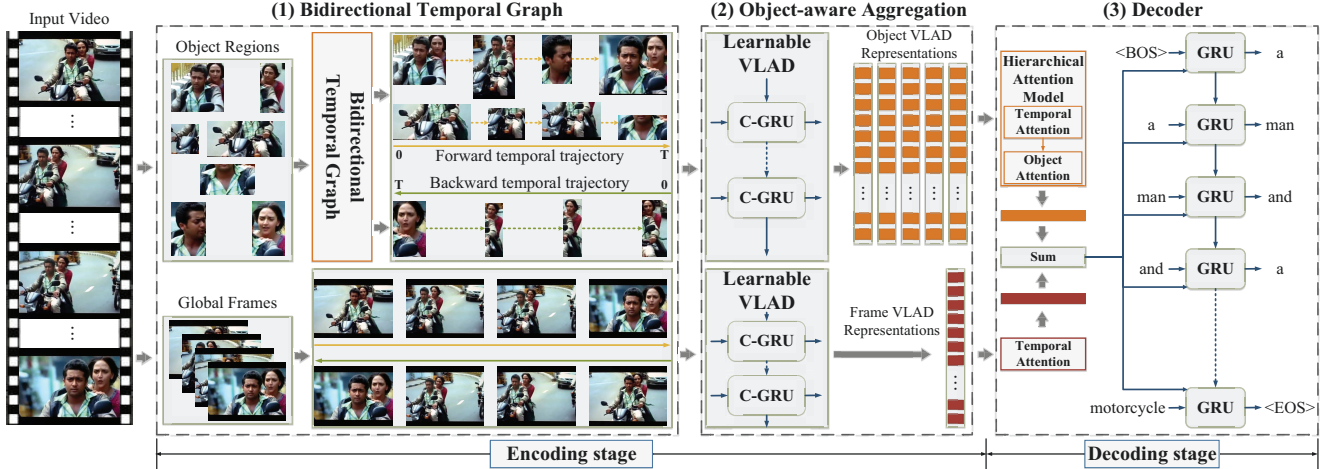 Input Video
(1) Bidirectional Temporal Graph
Object Regions
Bidirectional
Temporal Graph
0 Forward temporal trajectory T
T Backward temporal trajectory 0
Global Frames
(2) Object-aware Aggregation
Learnable
VLAD
C-GRU
C-GRU
Object VLAD
Representations
Learnable
VLAD
C-GRU
C-GRU
Frame VLAD
Representations
(3) Decoder
Hierarchical
Attention
Model
Temporal
Attention
Object
Attention
Sum
Temporal
Attention
<BOS> GRU a
a GRU man
man GRU and
and GRU a
motorcycle GRU <EOS>
Encoding stage
Decoding stage